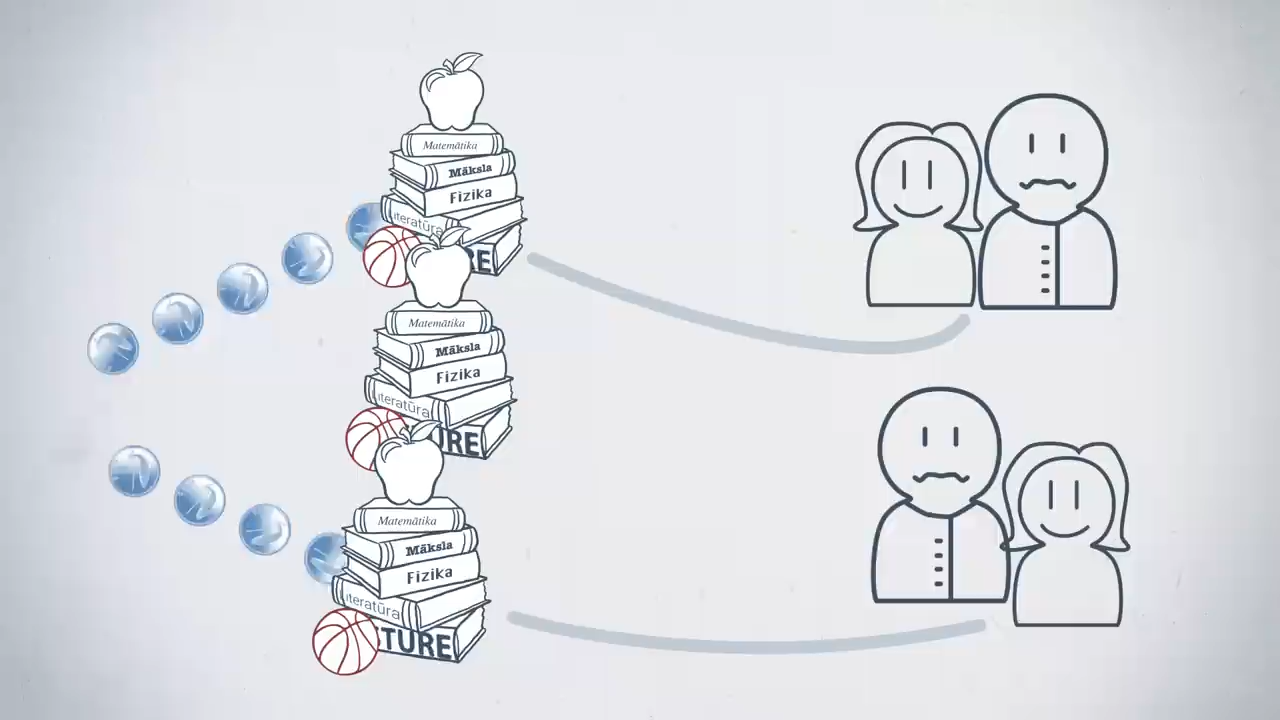 Matemātika
Māksla
Fizika
iteratūra
RE
Matemātika
Māksla
Fizika
iteratūra
URE
Matemātika
Māksla
Fizika
iteratūra
TURE